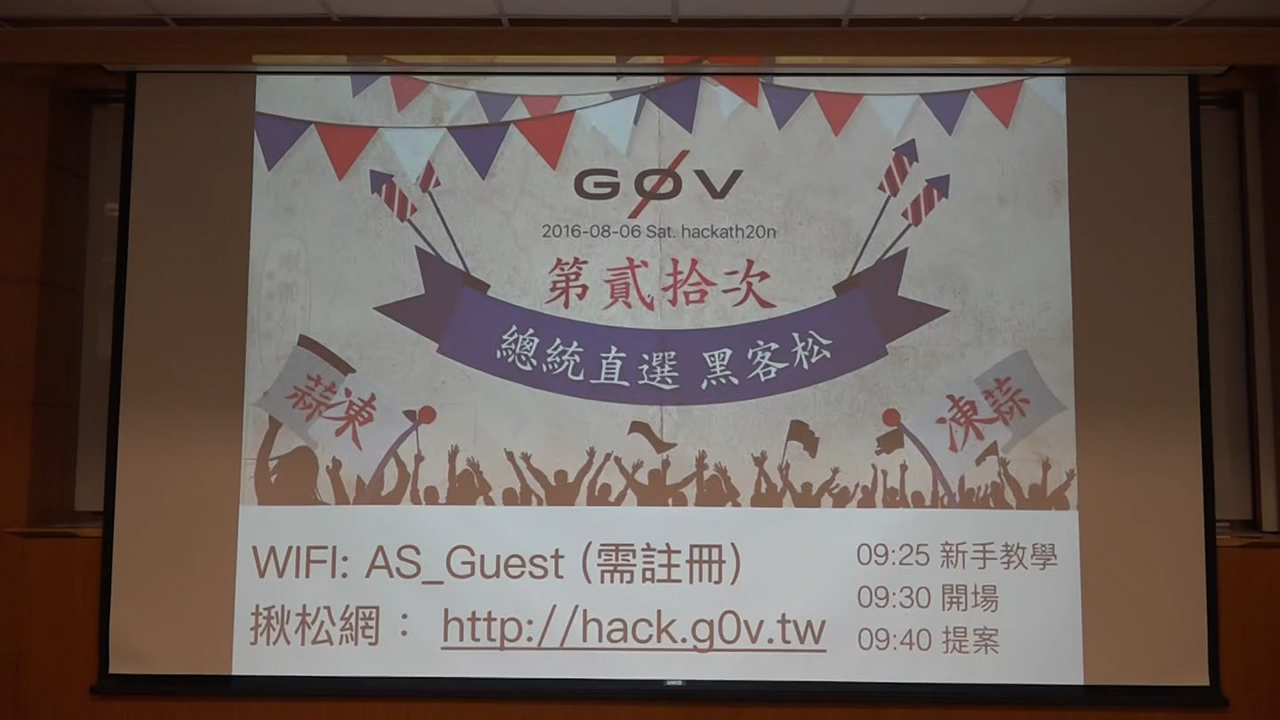 GØV
2016-08-06 Sat. hackath20n
第貳拾次
總統直選 黑客松
蒜凍
凍蒜
WIFI: AS_Guest (需註冊)
揪松網： http://hack.g0v.tw
09:25 新手教學
09:30 開場
09:40 提案